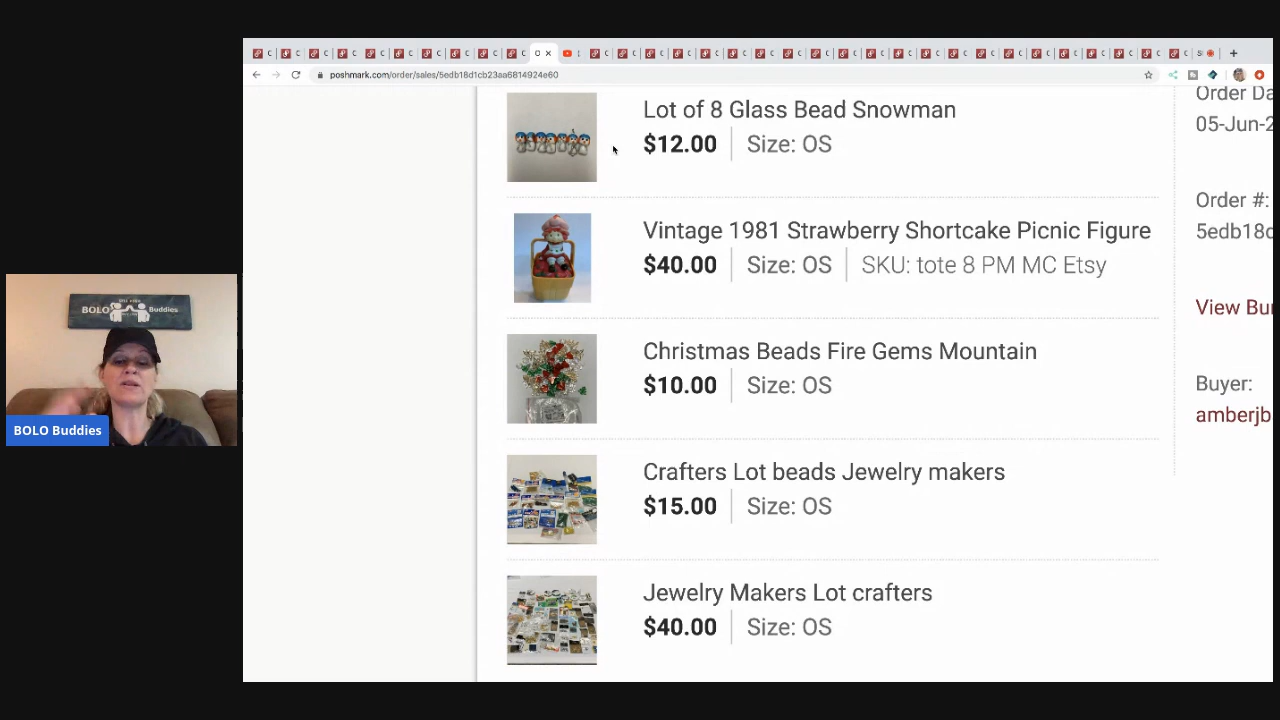 poshmark.com/order/sales/5edb18d1cb23aa6814924e60
Lot of 8 Glass Bead Snowman
$12.00 Size: OS
Vintage 1981 Strawberry Shortcake Picnic Figure
$40.00 Size: OS SKU: tote 8 PM MC Etsy
Christmas Beads Fire Gems Mountain
$10.00 Size: OS
Crafters Lot beads Jewelry makers
$15.00 Size: OS
Jewelry Makers Lot crafters
$40.00 Size: OS
Order Da
05-Jun-2
Order #:
5edb18d
View Bu
Buyer:
amberjb
BOLO Buddies
BOLO Buddies